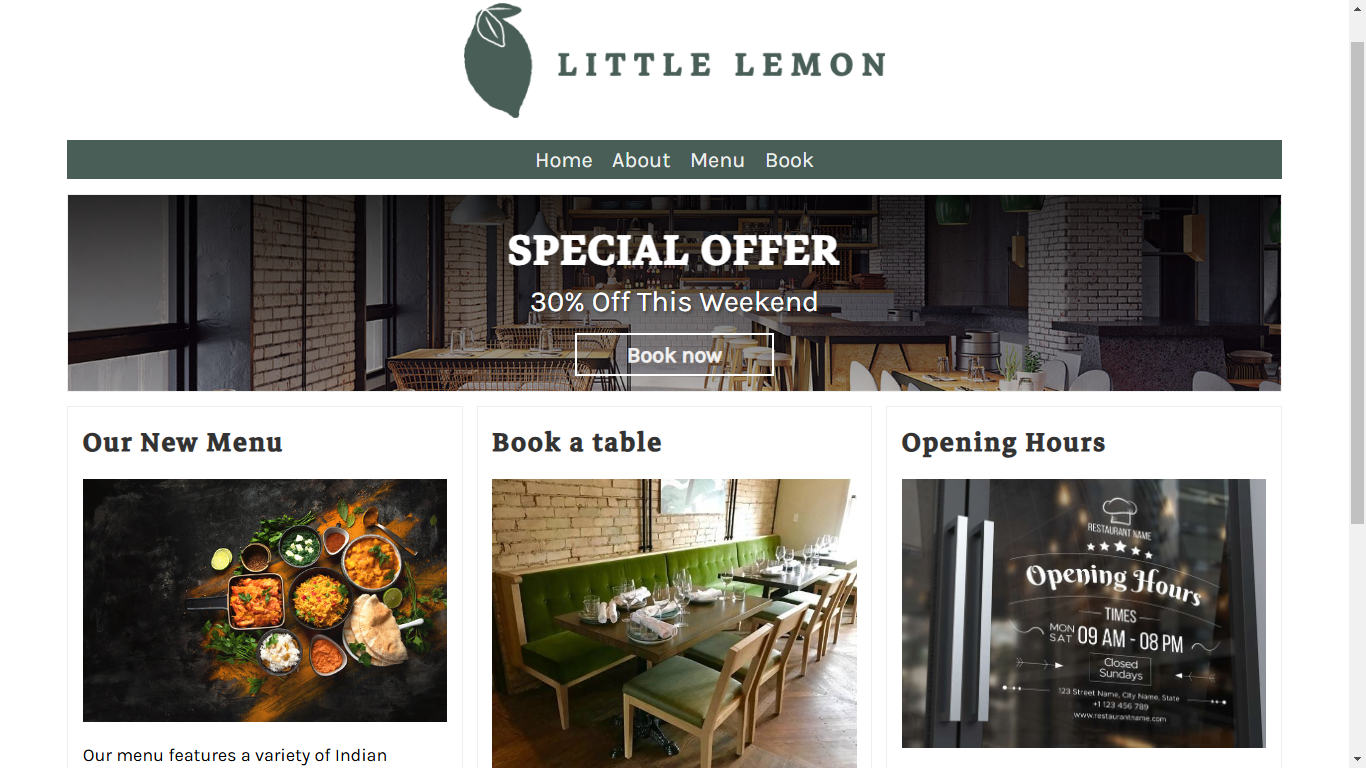 LITTLE LEMON
Home About Menu Book
SPECIAL OFFER
30% Off This Weekend
Book now
Our New Menu
Our menu features a variety of Indian
Book a table
Opening Hours
RESTAURANT NAME
Opening Hours
TIMES
MON
SAT
09 AM - 08 PM
Closed
Sundays
123 Street Name, City Name, State
+1 123 456 789
www.restaurantname.com